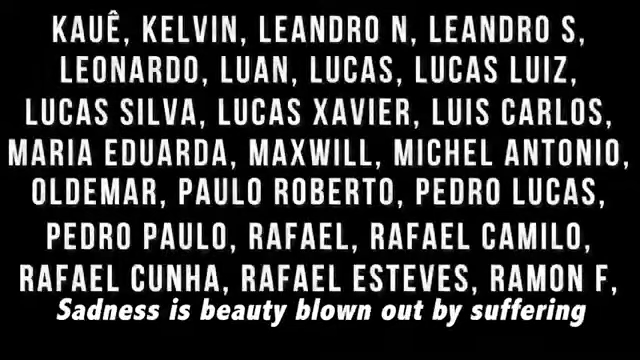 KAUÊ, KELVIN, LEANDRO N, LEANDRO S,
LEONARDO, LUAN, LUCAS, LUCAS LUIZ,
LUCAS SILVA, LUCAS XAVIER, LUIS CARLOS,
MARIA EDUARDA, MAXWILL, MICHEL ANTONIO,
OLDEMAR, PAULO ROBERTO, PEDRO LUCAS,
PEDRO PAULO, RAFAEL, RAFAEL CAMILO,
RAFAEL CUNHA, RAFAEL ESTEVES, RAMON F,
Sadness is beauty blown out by suffering